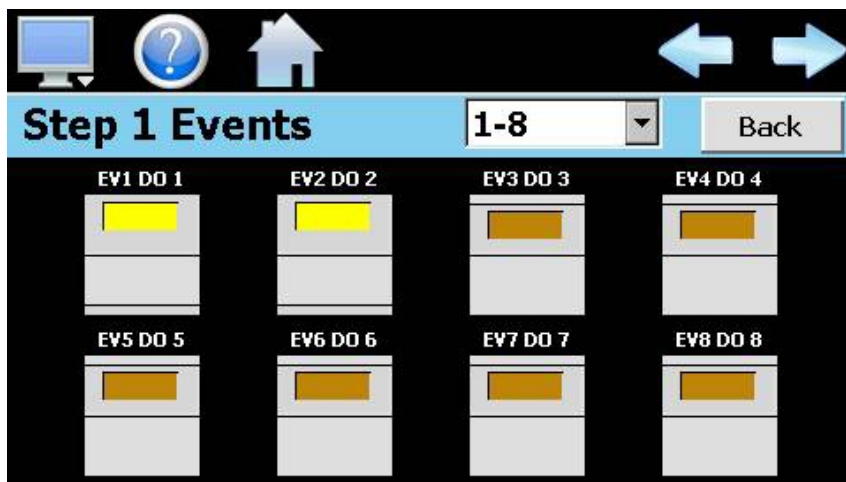 ?
Step 1 Events 1-8 Back
EV1 DO 1 EV2 DO 2 EV3 DO 3 EV4 DO 4
EV5 DO 5 EV6 DO 6 EV7 DO 7 EV8 DO 8